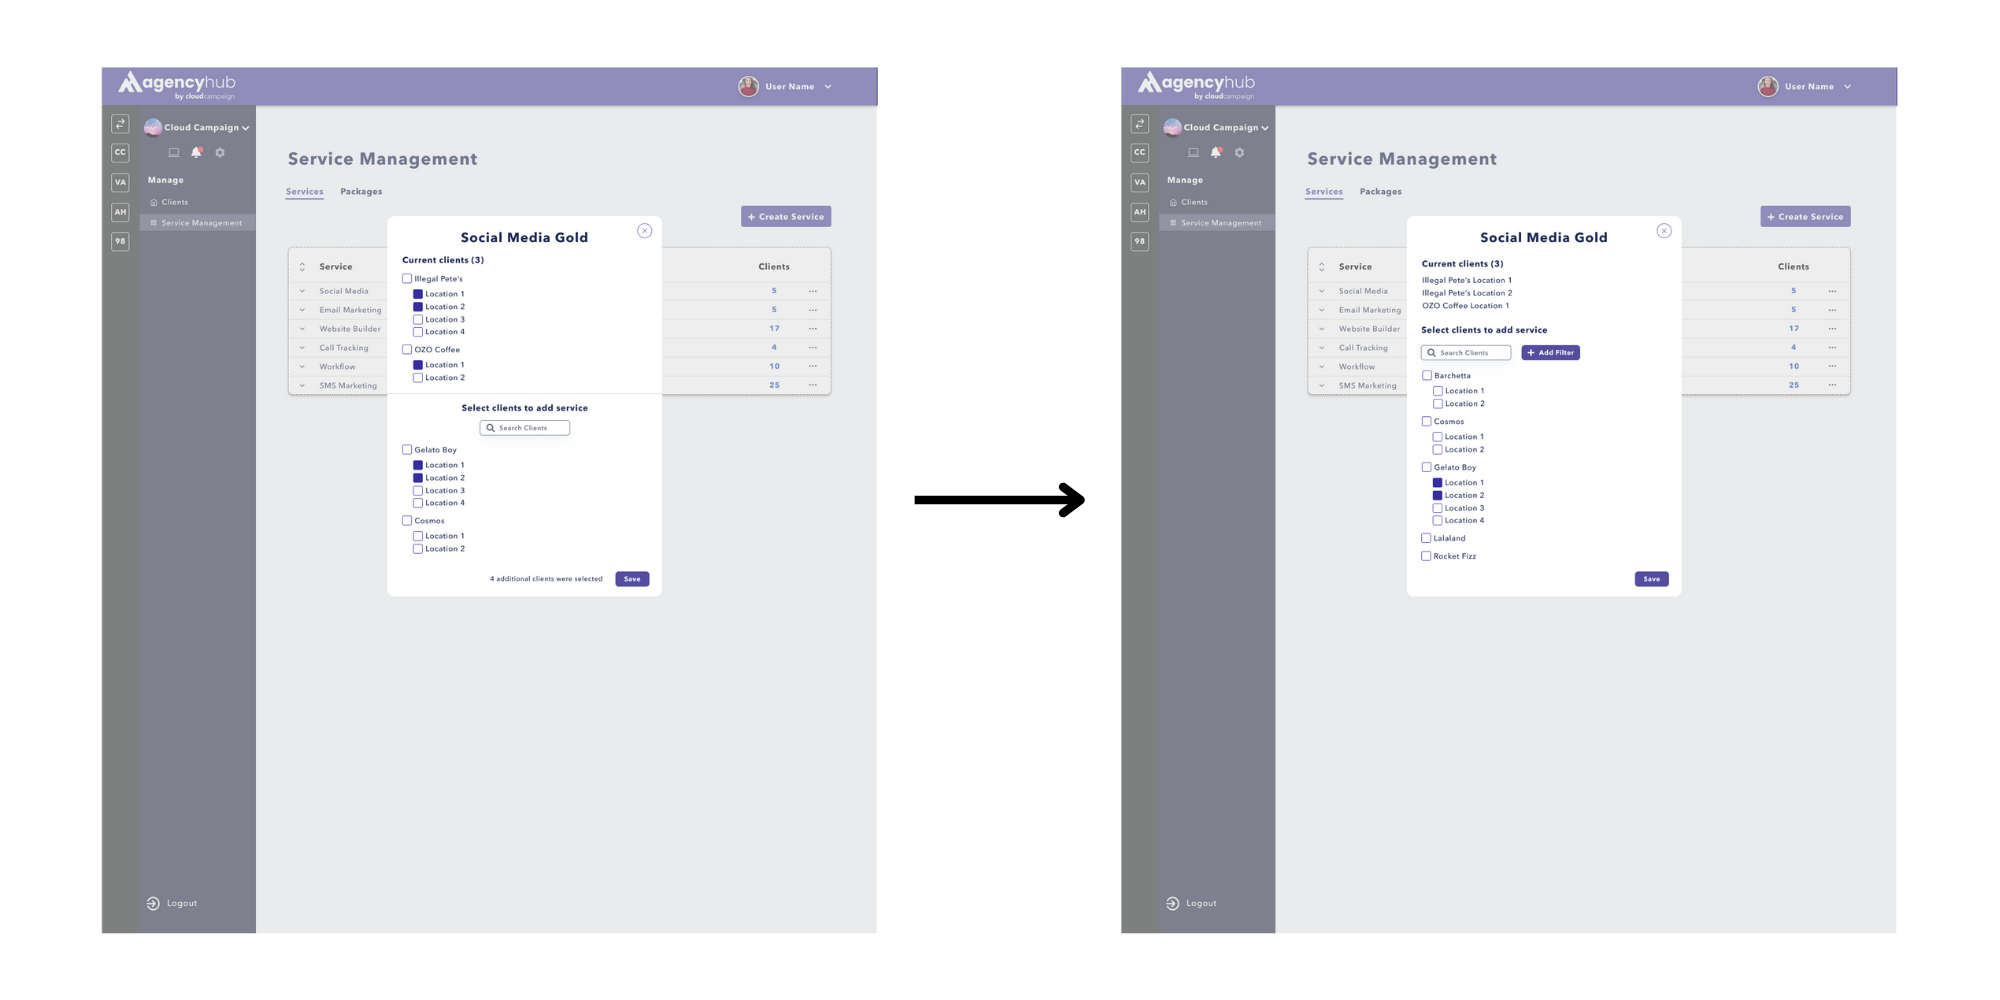 agencyhub
by cloudcampaign
User Name
CC
VA
AH
98
Cloud Campaign
Manage
Clients
Service Management
Logout
Service Management
Services Packages
+ Create Service
Service Clients
Social Media 5 ...
Email Marketing 5 ...
Website Builder 17 ...
Call Tracking 4 ...
Workflow 10 ...
SMS Marketing 25 ...
Social Media Gold
Current clients (3)
Illegal Pete's
Location 1
Location 2
Location 3
Location 4
OZO Coffee
Location 1
Location 2
Select clients to add service
Search Clients
Gelato Boy
Location 1
Location 2
Location 3
Location 4
Cosmos
Location 1
Location 2
4 additional clients were selected
Save
agencyhub
by cloudcampaign
User Name
CC
VA
AH
98
Cloud Campaign
Manage
Clients
Service Management
Logout
Service Management
Services Packages
+ Create Service
Service Clients
Social Media 5 ...
Email Marketing 5 ...
Website Builder 17 ...
Call Tracking 4 ...
Workflow 10 ...
SMS Marketing 25 ...
Social Media Gold
Current clients (3)
Illegal Pete's Location 1
Illegal Pete's Location 2
OZO Coffee Location 1
Select clients to add service
Search Clients
+ Add Filter
Barchetta
Location 1
Location 2
Cosmos
Location 1
Location 2
Gelato Boy
Location 1
Location 2
Location 3
Location 4
Lalaland
Rocket Fizz
Save